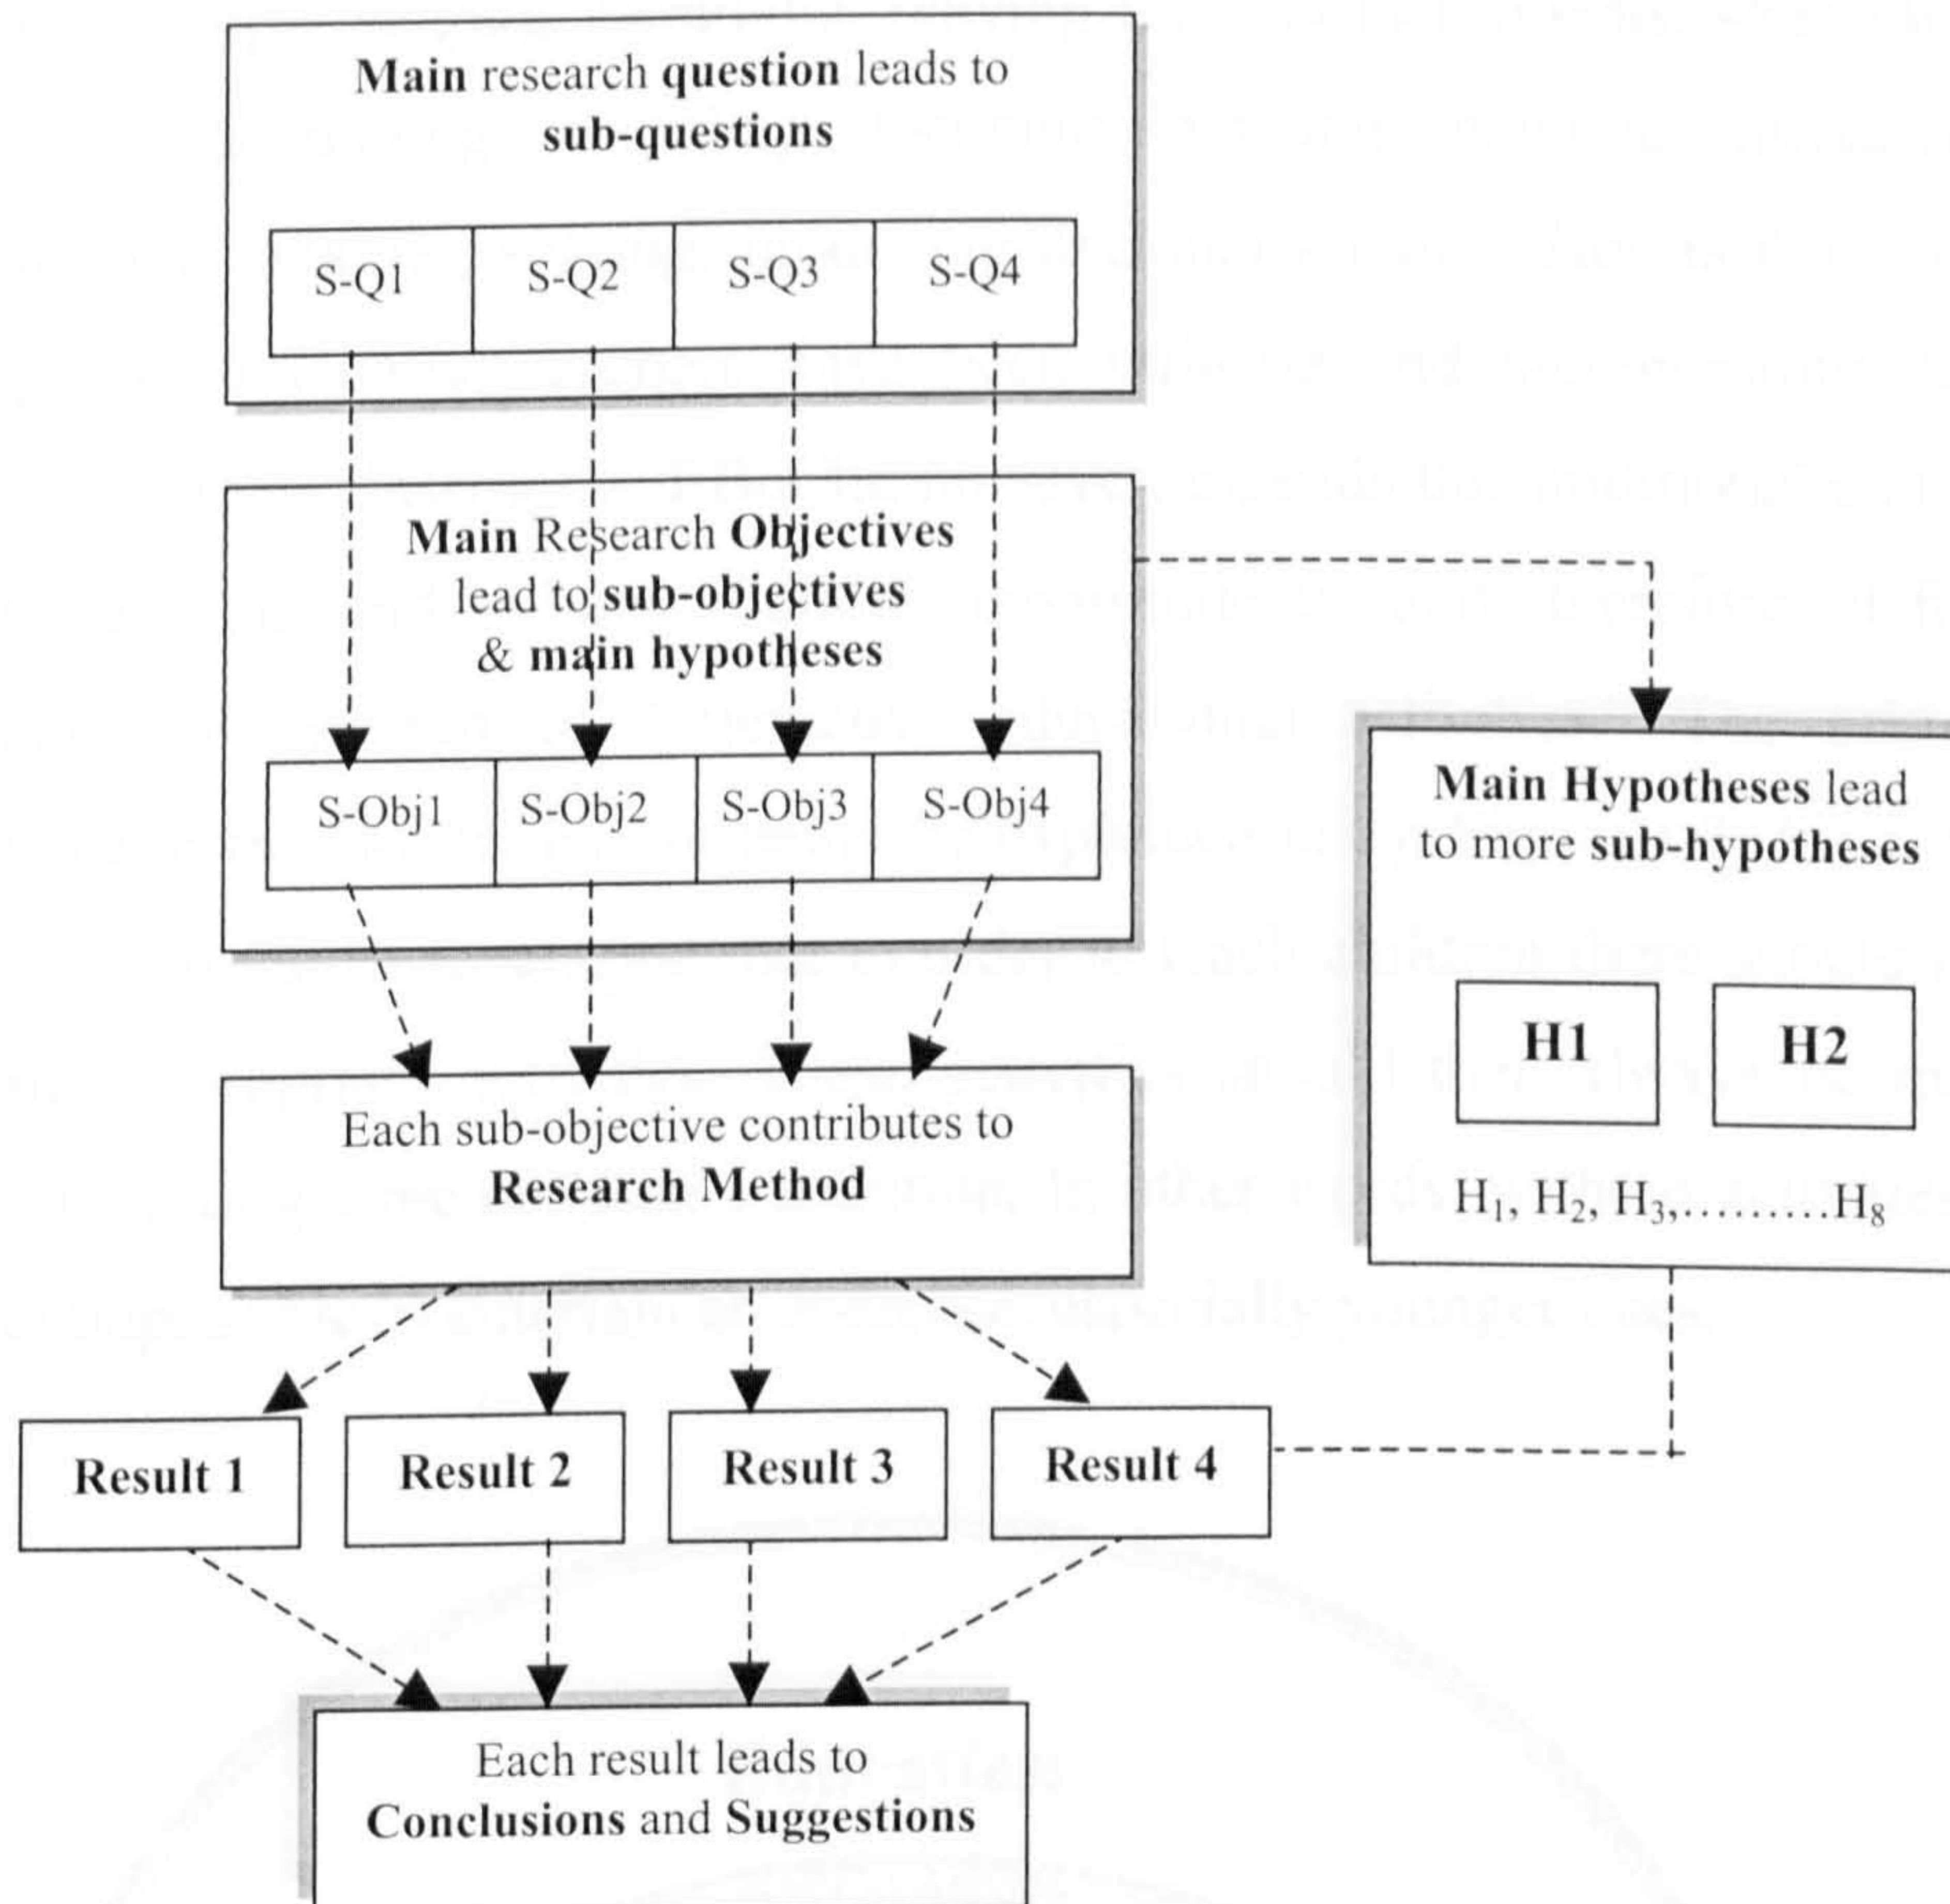 Main research question leads to
sub-questions
S-Q1 S-Q2 S-Q3 S-Q4
Main Research Objectives
lead to sub-objectives
& main hypotheses
S-Obj1 S-Obj2 S-Obj3 S-Obj4
Main Hypotheses lead
to more sub-hypotheses
H1 H2
H₁, H₂, H₃,.........H₈
Each sub-objective contributes to
Research Method
Result 1 Result 2 Result 3 Result 4
Each result leads to
Conclusions and Suggestions